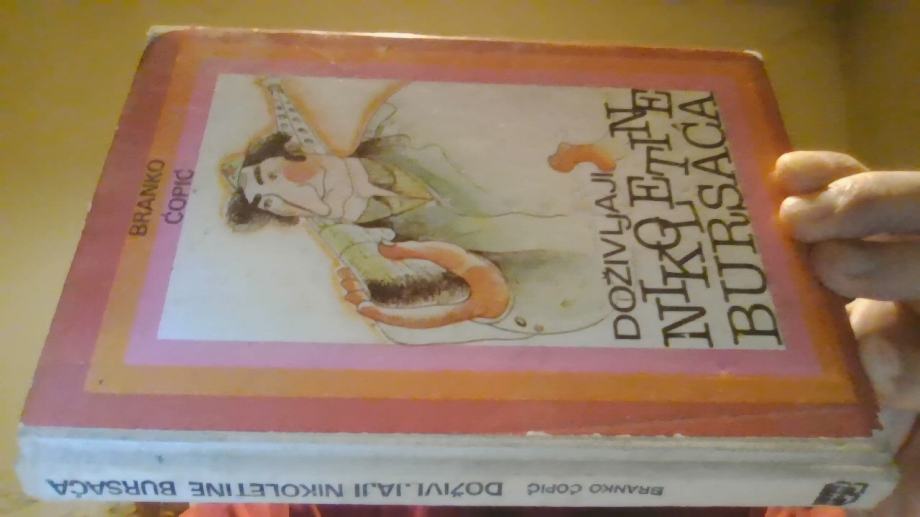 BRANKO
ĆOPIĆ
DOŽIVLJAJI
NIKOLETINE
BURSAĆA
BRANKO ĆOPIĆ DOŽIVLJAJI NIKOLETINE BURSAĆA